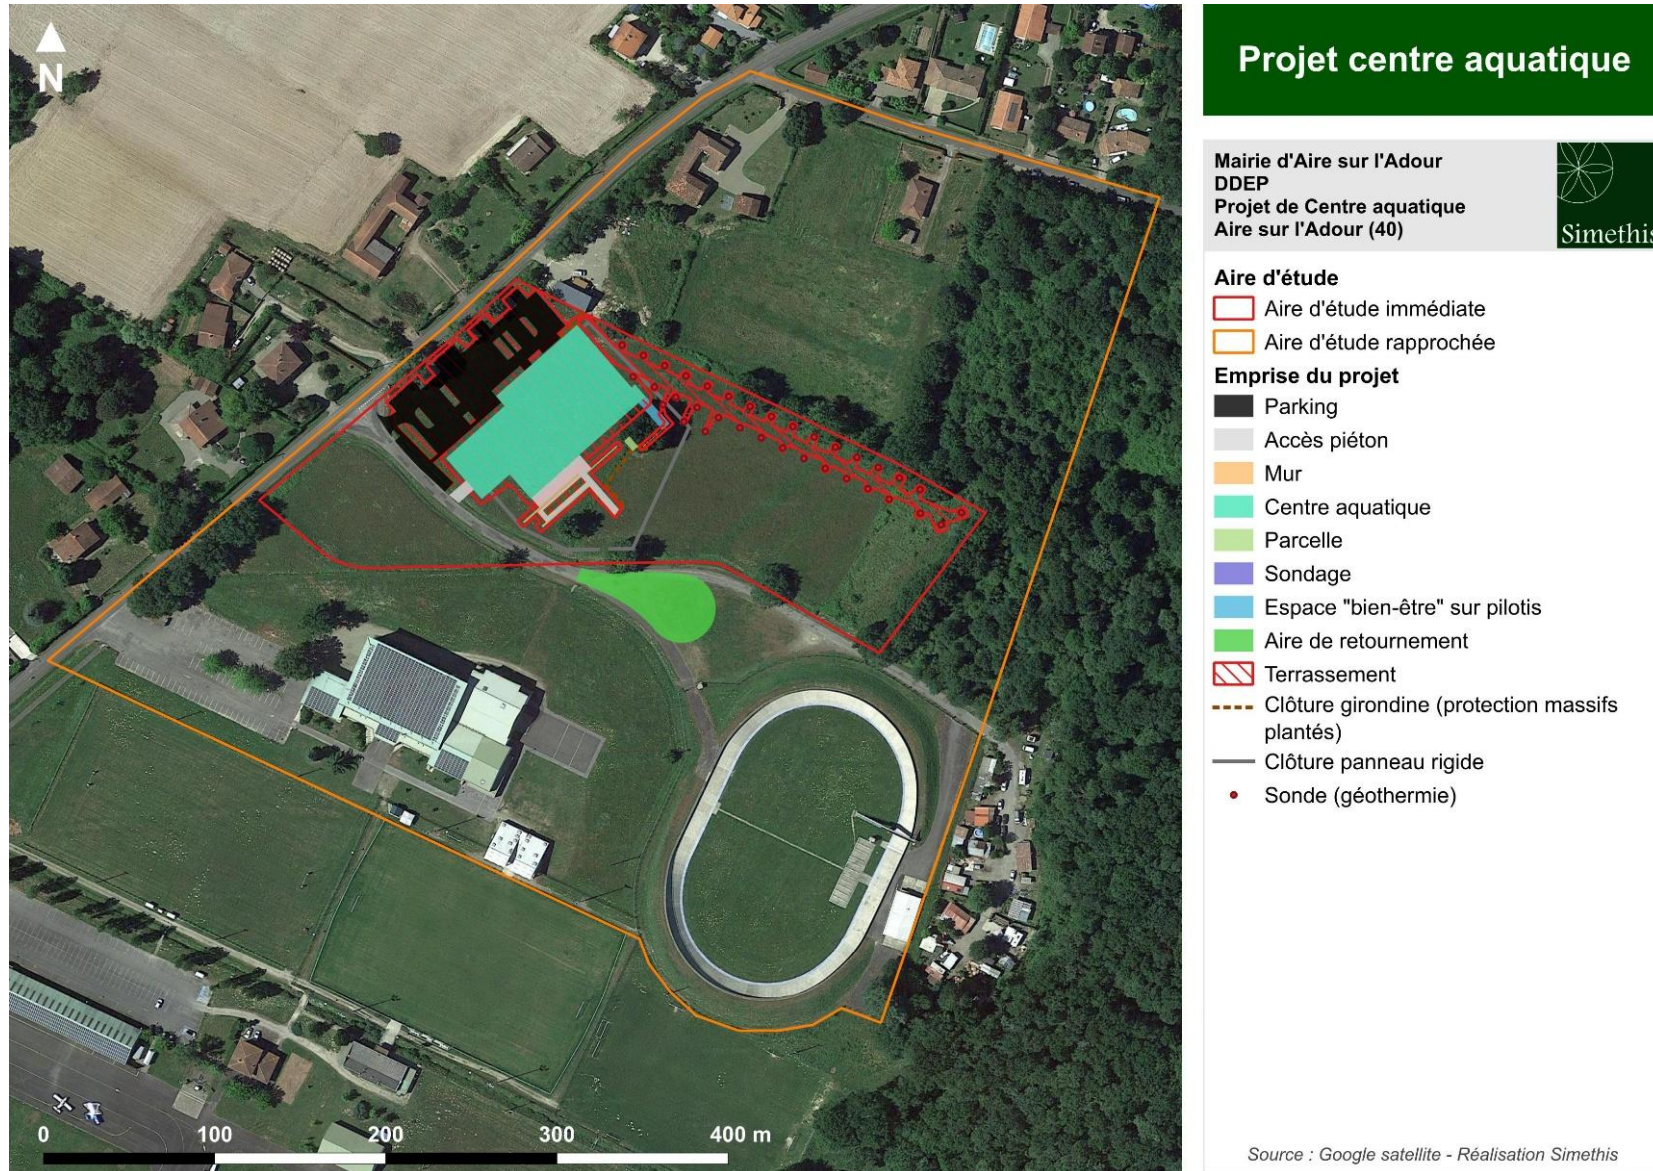 N
Projet centre aquatique
Mairie d'Aire sur l'Adour
DDEP
Projet de Centre aquatique
Aire sur l'Adour (40)
Simethis
Aire d'étude
Aire d'étude immédiate
Aire d'étude rapprochée
Emprise du projet
Parking
Accès piéton
Mur
Centre aquatique
Parcelle
Sondage
Espace "bien-être" sur pilotis
Aire de retournement
Terrassement
Clôture girondine (protection massifs
plantés)
Clôture panneau rigide
Sonde (géothermie)
0 100 200 300 400 m
Source : Google satellite - Réalisation Simethis